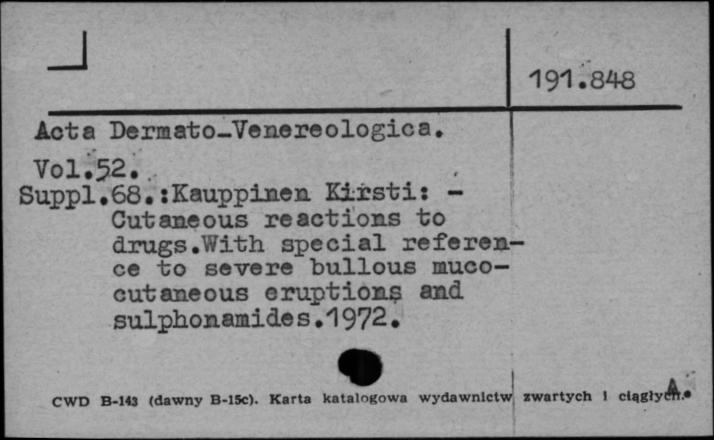 191.848
Acta Dermato-Venereologica.
Vol.52.
Suppl.68.:Kauppinen Kirsti: -
Cutaneous reactions to
drugs.With special referen-
ce to severe bullous muco-
cutaneous eruptions and
sulphonamides.1972.
A.
CWD B-143 (dawny B-15c). Karta katalogowa wydawnictw zwartych i ciągłych.